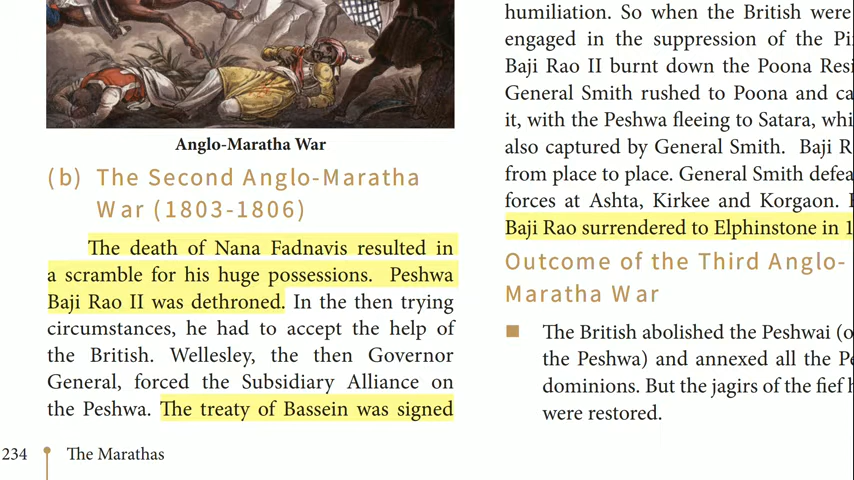 Anglo-Maratha War
(b) The Second Anglo-Maratha
War (1803-1806)
The death of Nana Fadnavis resulted in
a scramble for his huge possessions. Peshwa
Baji Rao II was dethroned. In the then trying
circumstances, he had to accept the help of
the British. Wellesley, the then Governor
General, forced the Subsidiary Alliance on
the Peshwa. The treaty of Bassein was signed
234 The Marathas
humiliation. So when the British were
engaged in the suppression of the
Baji Rao II burnt down the Poona
General Smith rushed to Poona and
it, with the Peshwa fleeing to Satara,
also captured by General Smith. Baji
from place to place. General Smith
forces at Ashta, Kirkee and Korgaon.
Baji Rao surrendered to Elphinstone in
Outcome of the Third Anglo-
Maratha War
The British abolished the Peshwai
the Peshwa) and annexed all the
dominions. But the jagirs of the fief
were restored.